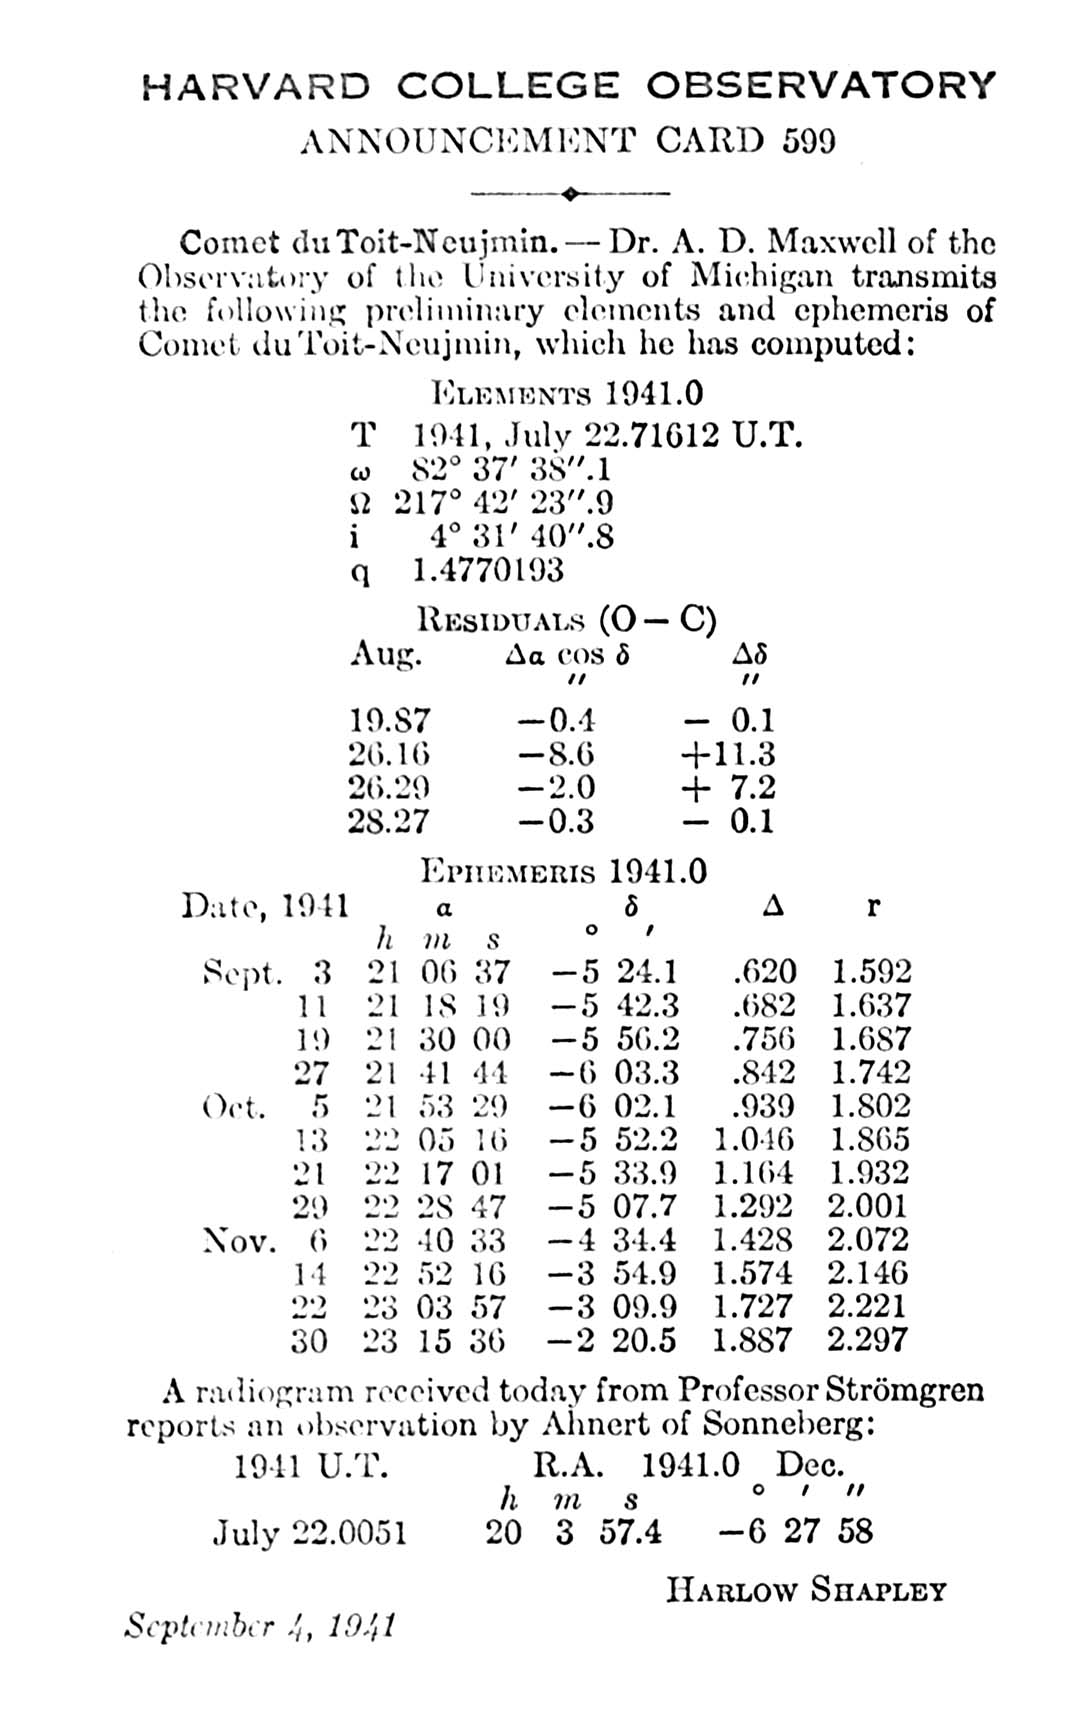 HARVARD COLLEGE OBSERVATORY
ANNOUNCEMENT CARD 599
Comet du Toit-Neujmin. — Dr. A. D. Maxwell of the
Observatory of the University of Michigan transmits
the following preliminary elements and ephemeris of
Comet du Toit-Neujmin, which he has computed:
ELEMENTS 1941.0
T 1941, July 22.71612 U.T.
ω 82° 37′ 38″.1
Ω 217° 42′ 23″.9
i 4° 31′ 40″.8
q 1.4770193
RESIDUALS (O — C)
Aug. Δα cos δ Δδ
″ ″
19.87 —0.4 — 0.1
26.16 —8.6 +11.3
26.29 —2.0 + 7.2
28.27 —0.3 — 0.1
EPHEMERIS 1941.0
Date, 1941 α δ Δ r
h m s ° ′
Sept. 3 21 06 37 —5 24.1 .620 1.592
11 21 18 19 —5 42.3 .682 1.637
19 21 30 00 —5 56.2 .756 1.687
27 21 41 44 —6 03.3 .842 1.742
Oct. 5 21 53 29 —6 02.1 .939 1.802
13 22 05 16 —5 52.2 1.046 1.865
21 22 17 01 —5 33.9 1.164 1.932
29 22 28 47 —5 07.7 1.292 2.001
Nov. 6 22 40 33 —4 34.4 1.428 2.072
14 22 52 16 —3 54.9 1.574 2.146
22 23 03 57 —3 09.9 1.727 2.221
30 23 15 36 —2 20.5 1.887 2.297
A radiogram received today from Professor Strömgren
reports an observation by Ahnert of Sonneberg:
1941 U.T. R.A. 1941.0 Dec.
h m s ° ′ ″
July 22.0051 20 3 57.4 —6 27 58
HARLOW SHAPLEY
September 4, 1941